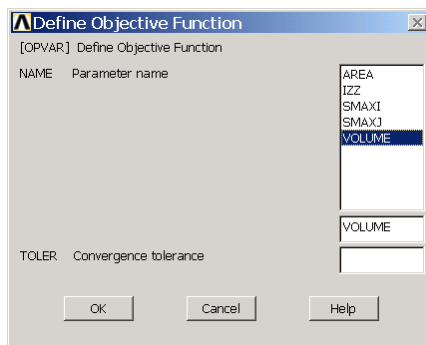 Define Objective Function
[OPVAR] Define Objective Function
NAME Parameter name
AREA
IZZ
SMAXI
SMAXJ
VOLUME
VOLUME
TOLER Convergence tolerance
OK Cancel Help